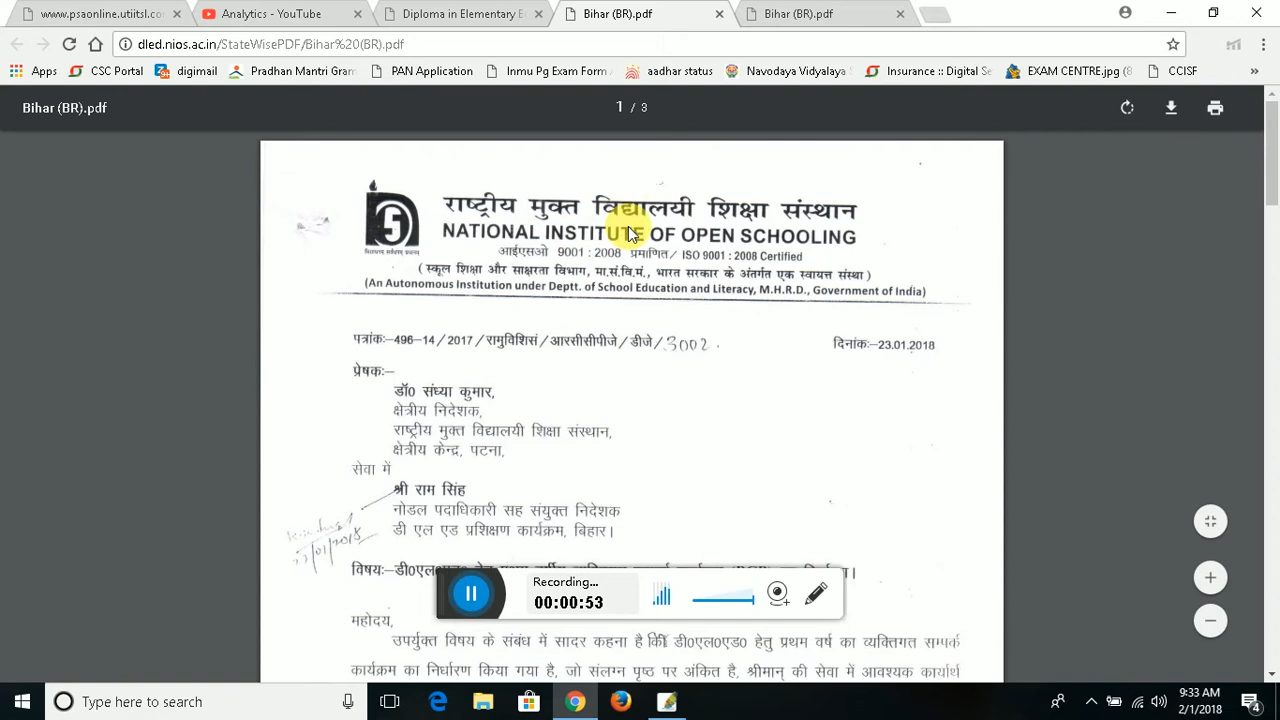 www.psaonline.utiitsl.co
Analytics - YouTube
Diploma in Elementary E
Bihar (BR).pdf
Bihar (BR).pdf
dled.nios.ac.in/StateWisePDF/Bihar%20(BR).pdf
Apps
CSC Portal
digimail
Pradhan Mantri Gram
PAN Application
Inmu Pg Exam Form
aadhar status
Navodaya Vidyalaya
Insurance :: Digital Se
EXAM CENTRE.jpg (8
CCISF
Bihar (BR).pdf
1 / 3
राष्ट्रीय मुक्त विद्यालयी शिक्षा संस्थान
NATIONAL INSTITUTE OF OPEN SCHOOLING
आईएसओ 9001 : 2008 प्रमाणित/ ISO 9001 : 2008 Certified
( स्कूल शिक्षा और साक्षरता विभाग, मा.सं.वि.मं., भारत सरकार के अंतर्गत एक स्वायत्त संस्था )
(An Autonomous Institution under Deptt. of School Education and Literacy, M.H.R.D., Government of India)
पत्रांकः–496–14/2017/रामुविशिसं/आरसीसीपीजे/डीजे/3002
दिनांकः–23.01.2018
प्रेषकः–
डॉ0 संध्या कुमार,
क्षेत्रीय निदेशक,
राष्ट्रीय मुक्त विद्यालयी शिक्षा संस्थान,
क्षेत्रीय केन्द्र, पटना,
सेवा में
श्री राम सिंह
नोडल पदाधिकारी सह संयुक्त निदेशक
डी एल एड प्रशिक्षण कार्यक्रम, बिहार।
विषयः–
Recording...
00:00:53
महोदय,
उपर्युक्त विषय के संबंध में सादर कहना है कि डी0एल0एड0 हेतु प्रथम वर्ष का व्यक्तिगत सम्पर्क
कार्यक्रम का निर्धारण किया गया है, जो संलग्न पृष्ठ पर अंकित है, श्रीमान् की सेवा में आवश्यक कार्यार्थ
Type here to search
9:33 AM
2/1/2018
4